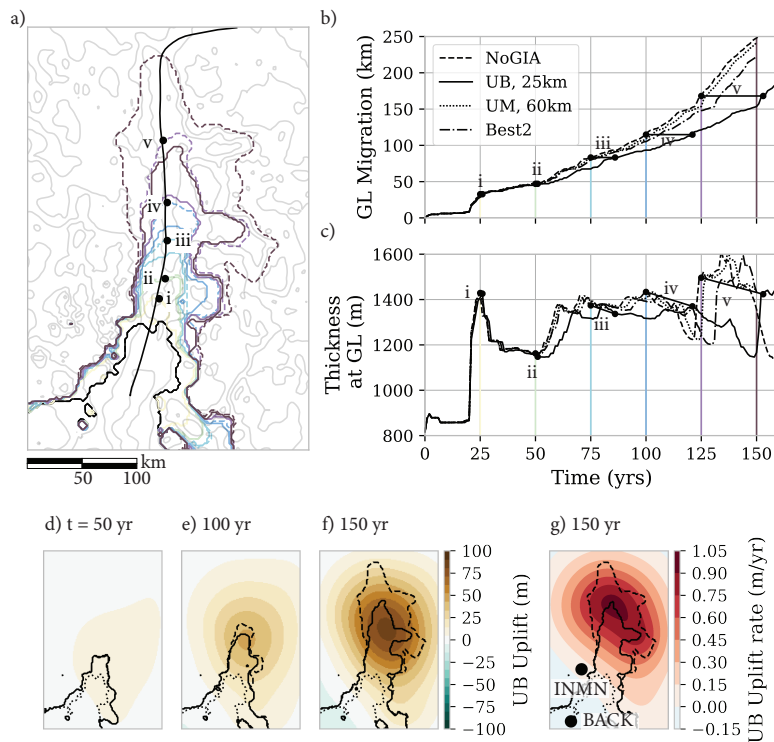 a)
v
iv
iii
ii
i
km
50
100
b)
GL Migration (km)
250
200
150
100
50
0
NoGIA
UB, 25km
UM, 60km
Best2
i
ii
iii
iv
v
c)
Thickness
at GL (m)
1600
1400
1200
1000
800
i
ii
iii
iv
v
0
25
50
75
100
125
150
Time (yrs)
d) t = 50 yr
e) 100 yr
f) 150 yr
100
75
50
25
0
−25
−50
−75
−100
UB Uplift (m)
g) 150 yr
INMN
BACK
1.05
0.90
0.75
0.60
0.45
0.30
0.15
0.00
−0.15
UB Uplift rate (m/yr)